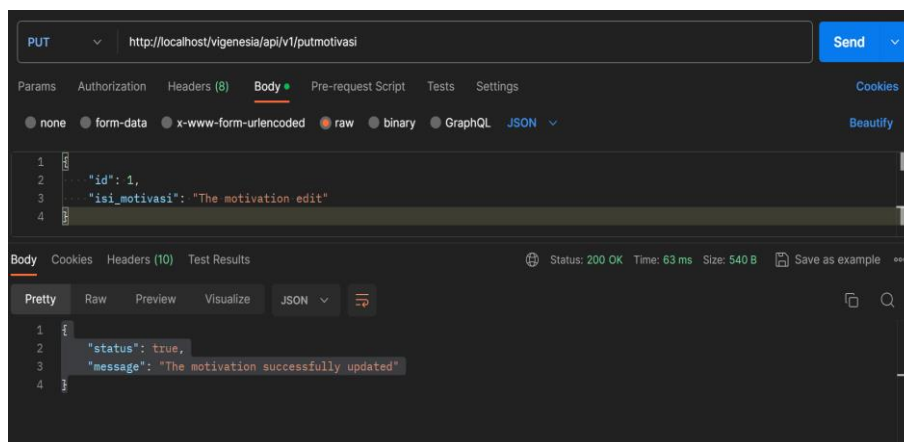 PUT http://localhost/vigenesia/api/v1/putmotivasi Send
Params Authorization Headers (8) Body Pre-request Script Tests Settings Cookies
none form-data x-www-form-urlencoded raw binary GraphQL JSON Beautify
1 {
2 "id": 1,
3 "isi_motivasi": "The motivation edit"
4 }
Body Cookies Headers (10) Test Results Status: 200 OK Time: 63 ms Size: 540 B Save as example
Pretty Raw Preview Visualize JSON
1 {
2 "status": true,
3 "message": "The motivation successfully updated"
4 }